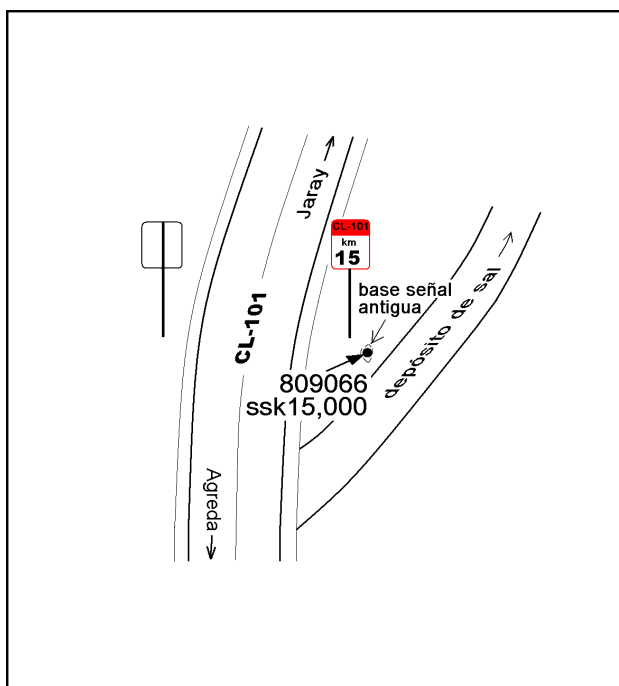 Jaray
CL-101
km
15
base señal
antigua
depósito de sal
CL-101
809066
ssk15,000
Agreda